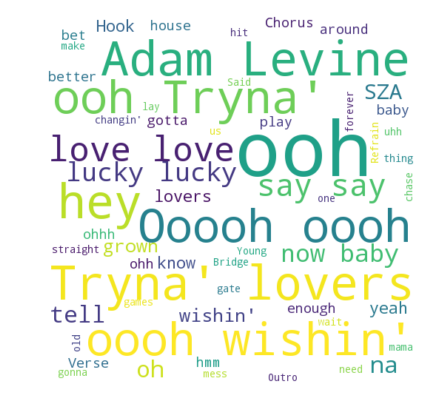 hit Chorus around
bet Hook house
make
Adam Levine
better Said SZA
ooh Tryna'
lay forever baby
changin' gotta play
us Refrain uhh
love love ooh
lucky lucky say say thing
hey lovers one chase
Ooooh oooh
ohhh grown
straight ohh know Young now baby
Bridge
Tryna' lovers
gate
games
tell wishin' enough yeah
wait
old oooh wishin' mama
Verse oh hmm na
gonna mess Outro need